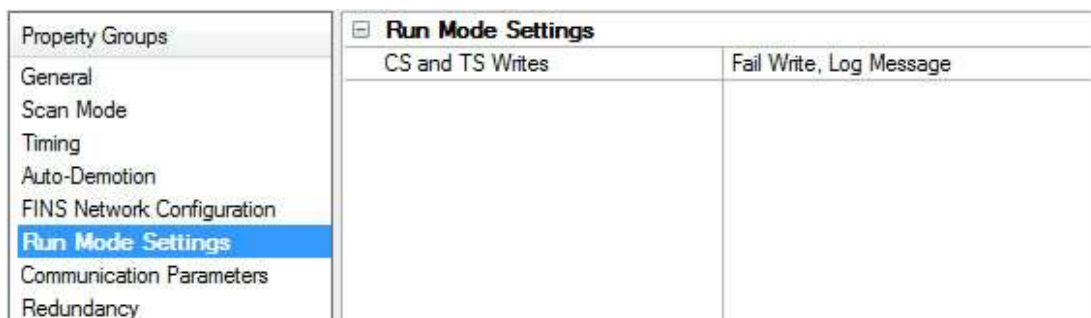 Property Groups
General
Scan Mode
Timing
Auto-Demotion
FINS Network Configuration
Run Mode Settings
Communication Parameters
Redundancy
Run Mode Settings
CS and TS Writes Fail Write, Log Message